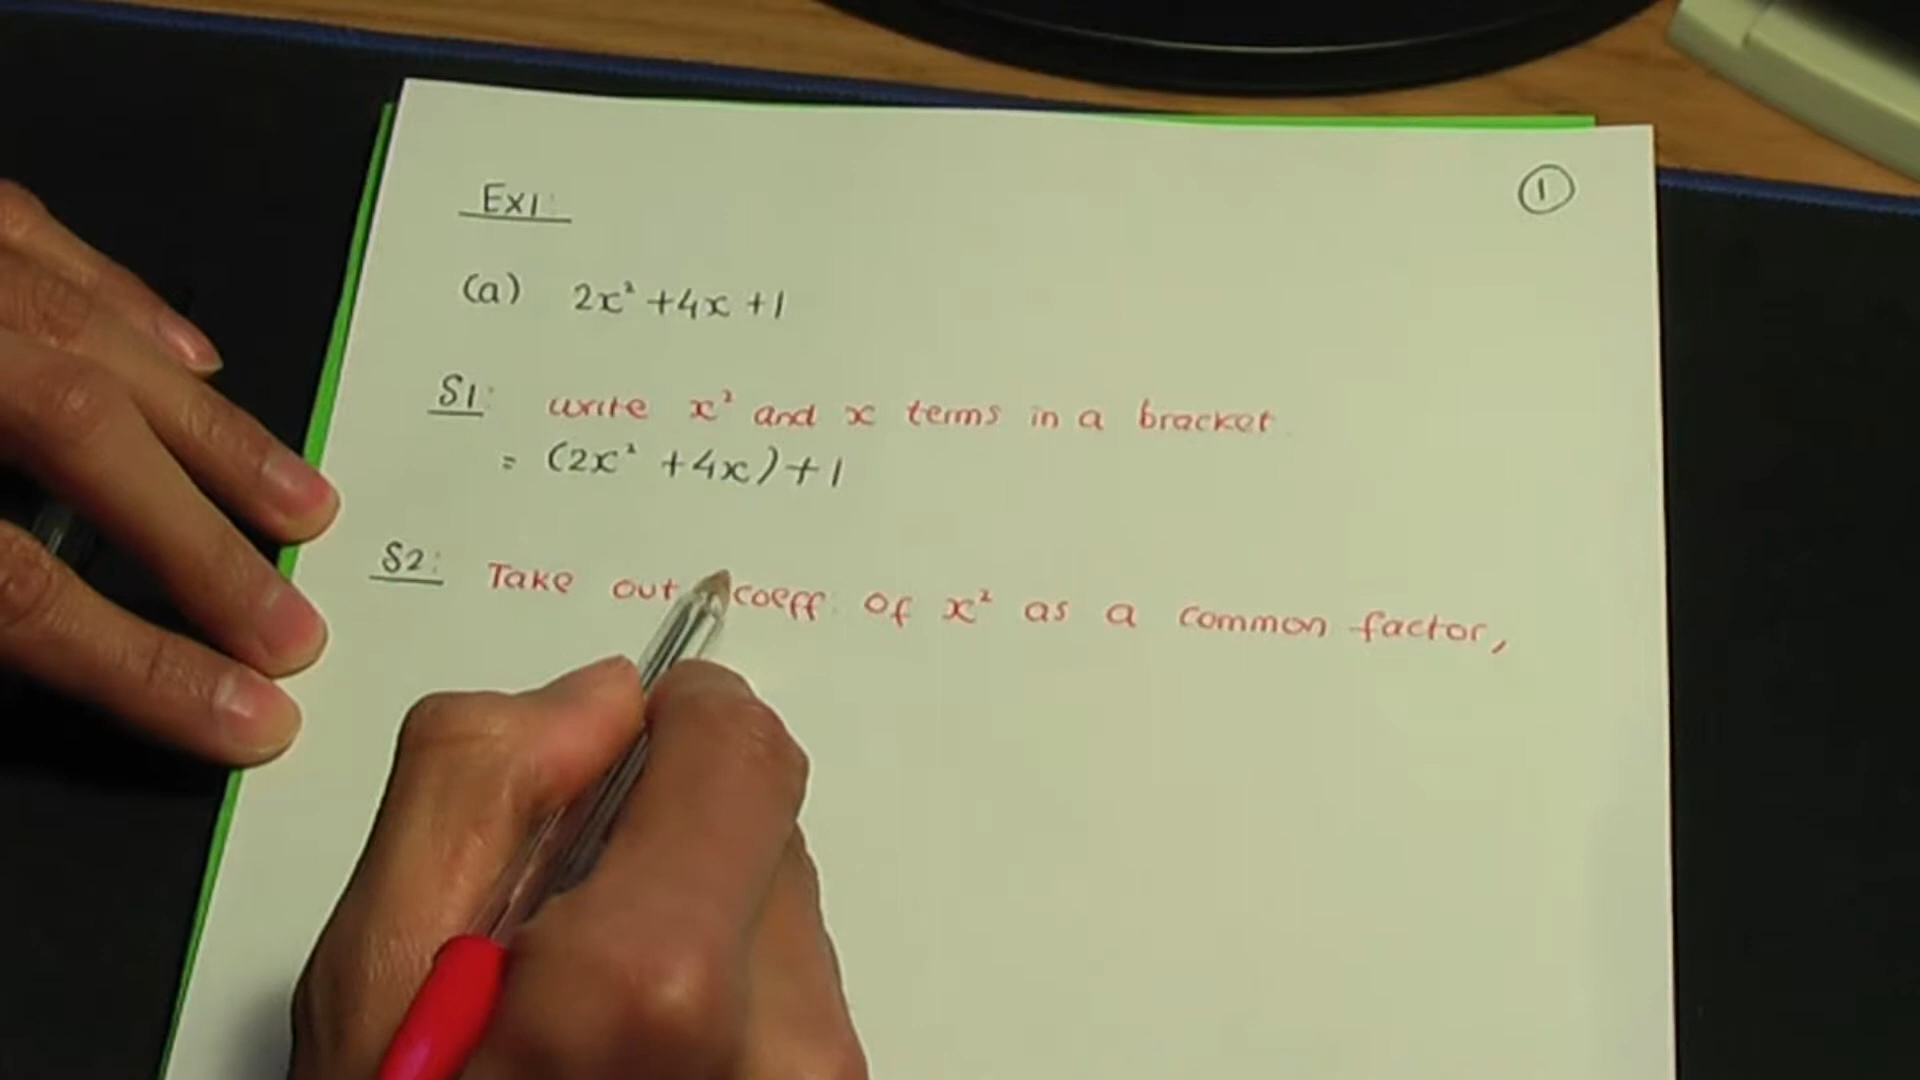 Ex1:
①
(a) 2x² +4x +1
S1: write x² and x terms in a bracket.
= (2x² +4x)+1
S2: Take out coeff. of x² as a common factor,